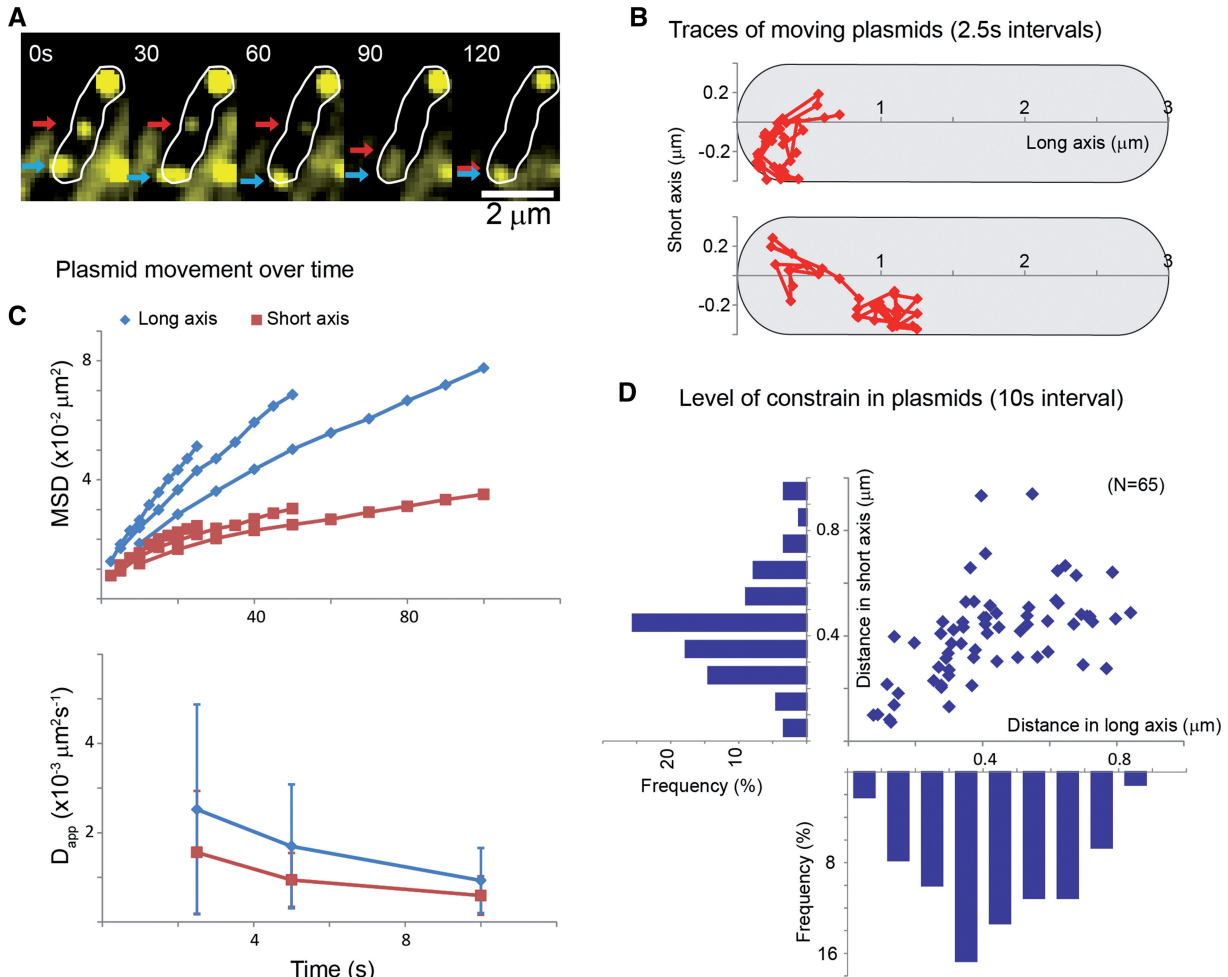 A
0s 30 60 90 120
2 μm
B
Traces of moving plasmids (2.5s intervals)
0.2
-0.2
1 2 3
Long axis (μm)
Short axis (μm)
0.2
-0.2
1 2 3
Plasmid movement over time
C
Long axis Short axis
MSD (x10⁻² μm²)
8
4
40 80
Dapp (x10⁻³ μm²s⁻¹)
4
2
4 8
Time (s)
D
Level of constrain in plasmids (10s interval)
20 10
Frequency (%)
(N=65)
Distance in short axis (μm)
0.8
0.4
Distance in long axis (μm)
0.4 0.8
Frequency (%)
8
16